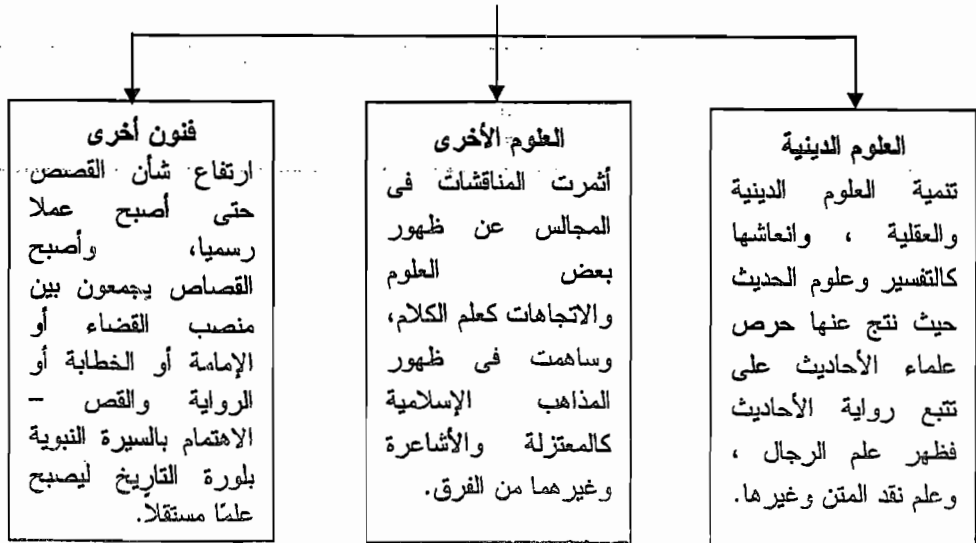 العلوم الدينية
تنمية العلوم الدينية
والعقلية ، وانعاشها
كالتفسير وعلوم الحديث
حيث نتج عنها حرص
علماء الأحاديث على
تتبع رواية الأحاديث
فظهر علم الرجال ،
وعلم نقد المتن وغيرها.
العلوم الأخرى
أثمرت المناقشات فى
المجالس عن ظهور
بعض العلوم
والاتجاهات كعلم الكلام،
وساهمت فى ظهور
المذاهب الإسلامية
كالمعتزلة والأشاعرة
وغيرهما من الفرق.
فنون أخرى
ارتفاع شأن القصص
حتى أصبح عملا
رسميا، وأصبح
القصاص يجمعون بين
منصب القضاء أو
الإمامة أو الخطابة أو
الرواية والقص –
الاهتمام بالسيرة النبوية
بلورة التاريخ ليصبح
علمًا مستقلاً.